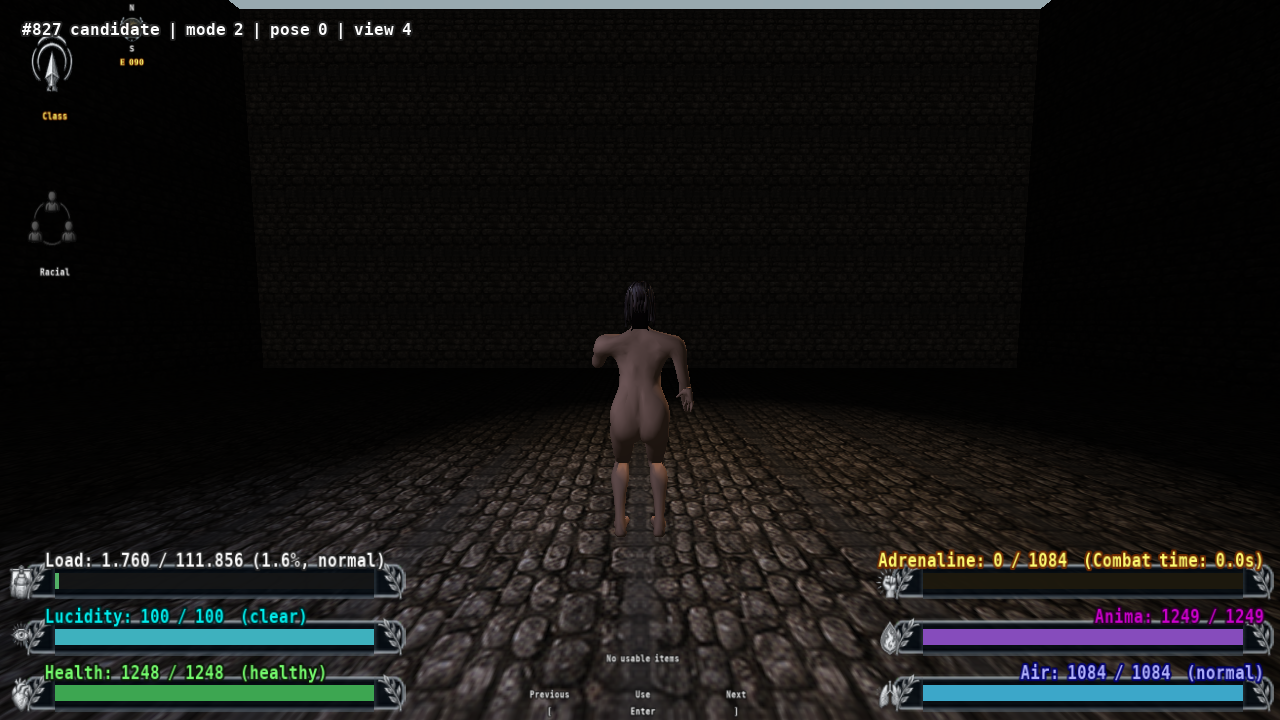 #827 candidate | mode 2 | pose 0 | view 4
N
S
E 090
Class
Racial
Load: 1.760 / 111.856 (1.6%, normal)
Lucidity: 100 / 100 (clear)
Health: 1248 / 1248 (healthy)
Adrenaline: 0 / 1084 (Combat time: 0.0s)
Anima: 1249 / 1249
Air: 1084 / 1084 (normal)
No usable items
Previous Use Next
[ Enter ]